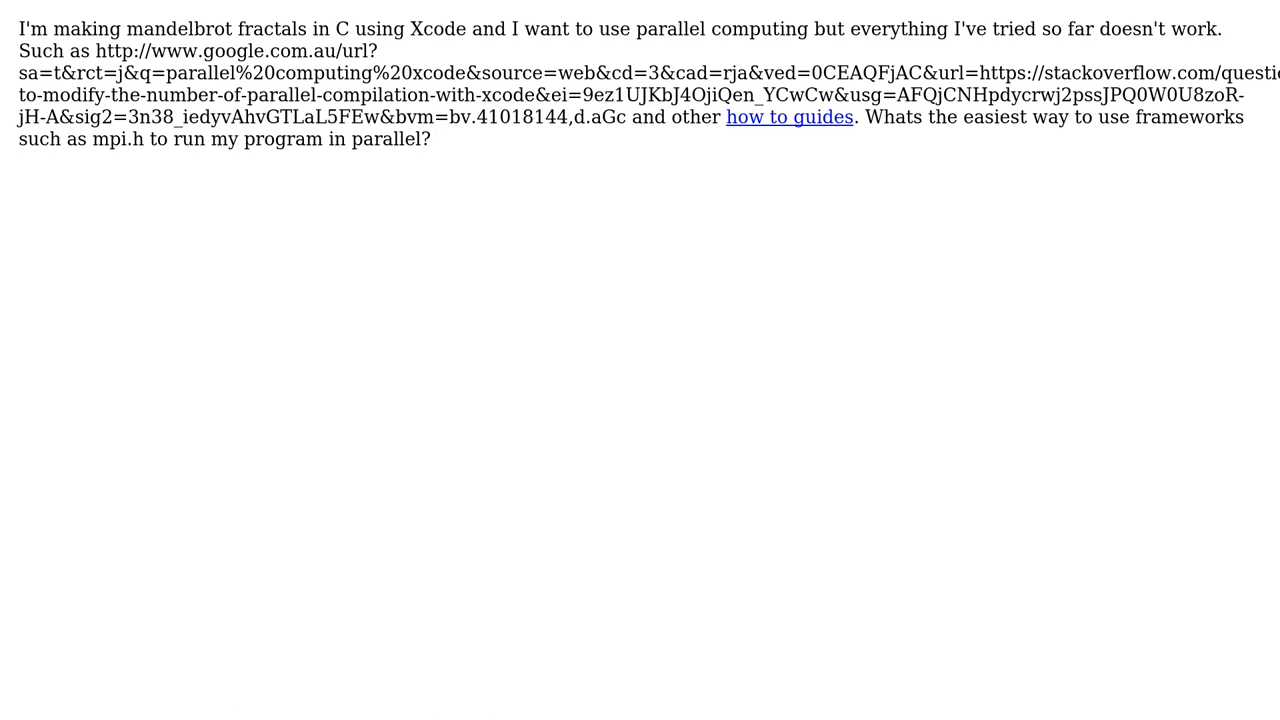 I'm making mandelbrot fractals in C using Xcode and I want to use parallel computing but everything I've tried so far doesn't work.
Such as http://www.google.com.au/url?
sa=t&rct=j&q=parallel%20computing%20xcode&source=web&cd=3&cad=rja&ved=0CEAQFjAC&url=https://stackoverflow.com/questic
to-modify-the-number-of-parallel-compilation-with-xcode&ei=9ez1UJKbJ4OjiQen_YCwCw&usg=AFQjCNHpdycrwj2pssJPQ0W0U8zoR-
jH-A&sig2=3n38_iedyvAhvGTLaL5FEw&bvm=bv.41018144,d.aGc and other how to guides. Whats the easiest way to use frameworks
such as mpi.h to run my program in parallel?